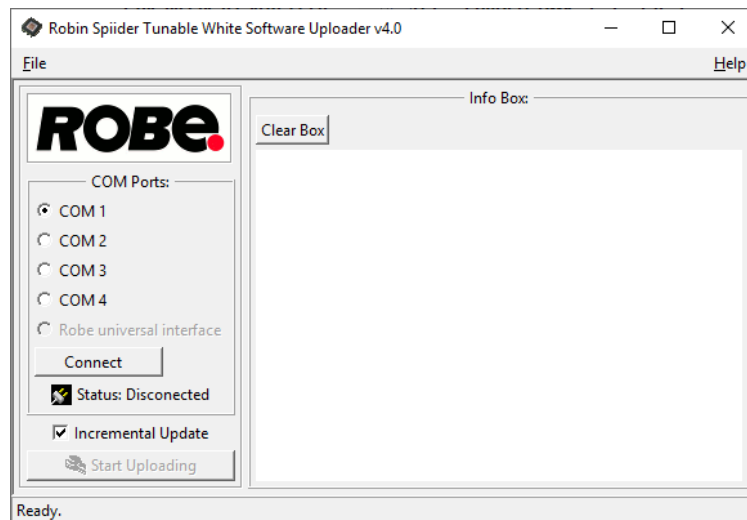 Robin Spiider Tunable White Software Uploader v4.0
File Help
ROBE
COM Ports:
COM 1
COM 2
COM 3
COM 4
Robe universal interface
Connect
Status: Disconected
Incremental Update
Start Uploading
Info Box:
Clear Box
Ready.